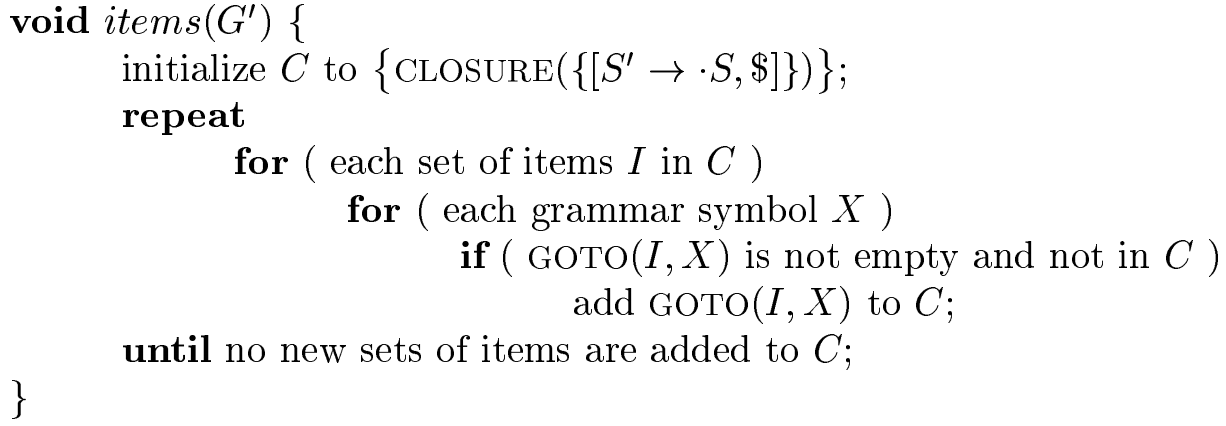 void items(G′) {
initialize C to {CLOSURE({[S′ → ·S, $]})};
repeat
for ( each set of items I in C )
for ( each grammar symbol X )
if ( GOTO(I, X) is not empty and not in C )
add GOTO(I, X) to C;
until no new sets of items are added to C;
}